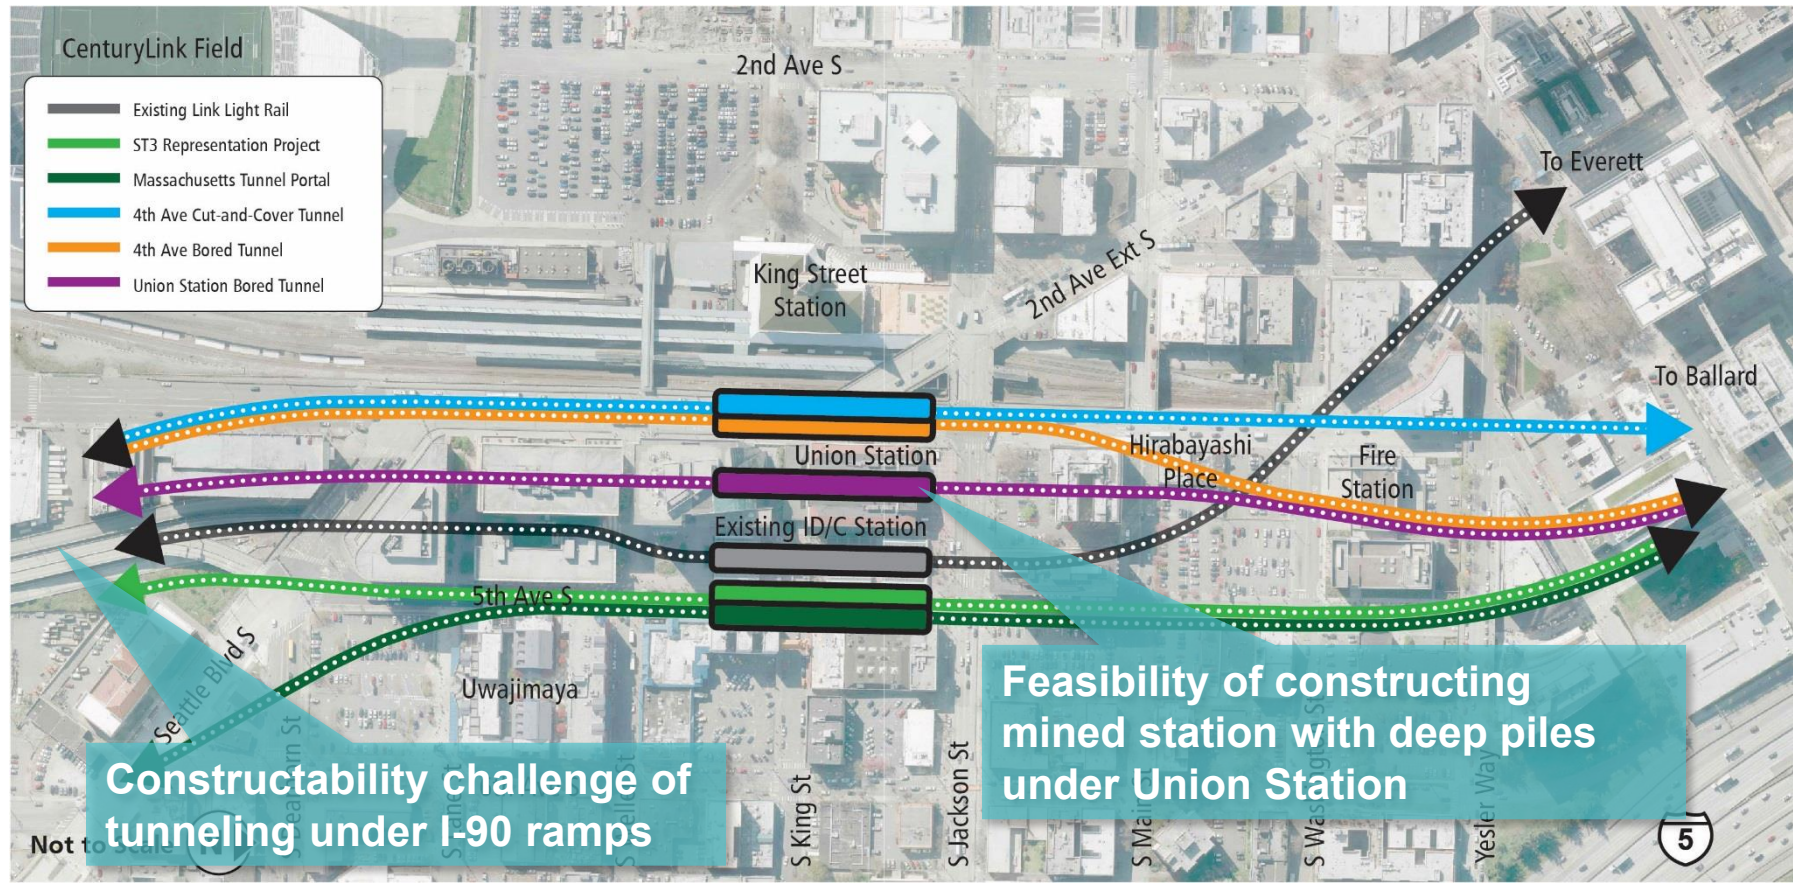 CenturyLink Field
Existing Link Light Rail
ST3 Representation Project
Massachusetts Tunnel Portal
4th Ave Cut-and-Cover Tunnel
4th Ave Bored Tunnel
Union Station Bored Tunnel
2nd Ave S
King Street
Station
2nd Ave Ext S
To Everett
To Ballard
Union Station
Hirabayashi
Place
Fire
Station
Existing ID/C Station
5th Ave S
Seattle Blvd S
Uwajimaya
Feasibility of constructing
mined station with deep piles
under Union Station
Constructability challenge of
tunneling under I-90 ramps
S King St
S Jackson St
S Main St
Yesler Way
5
Not to Scale